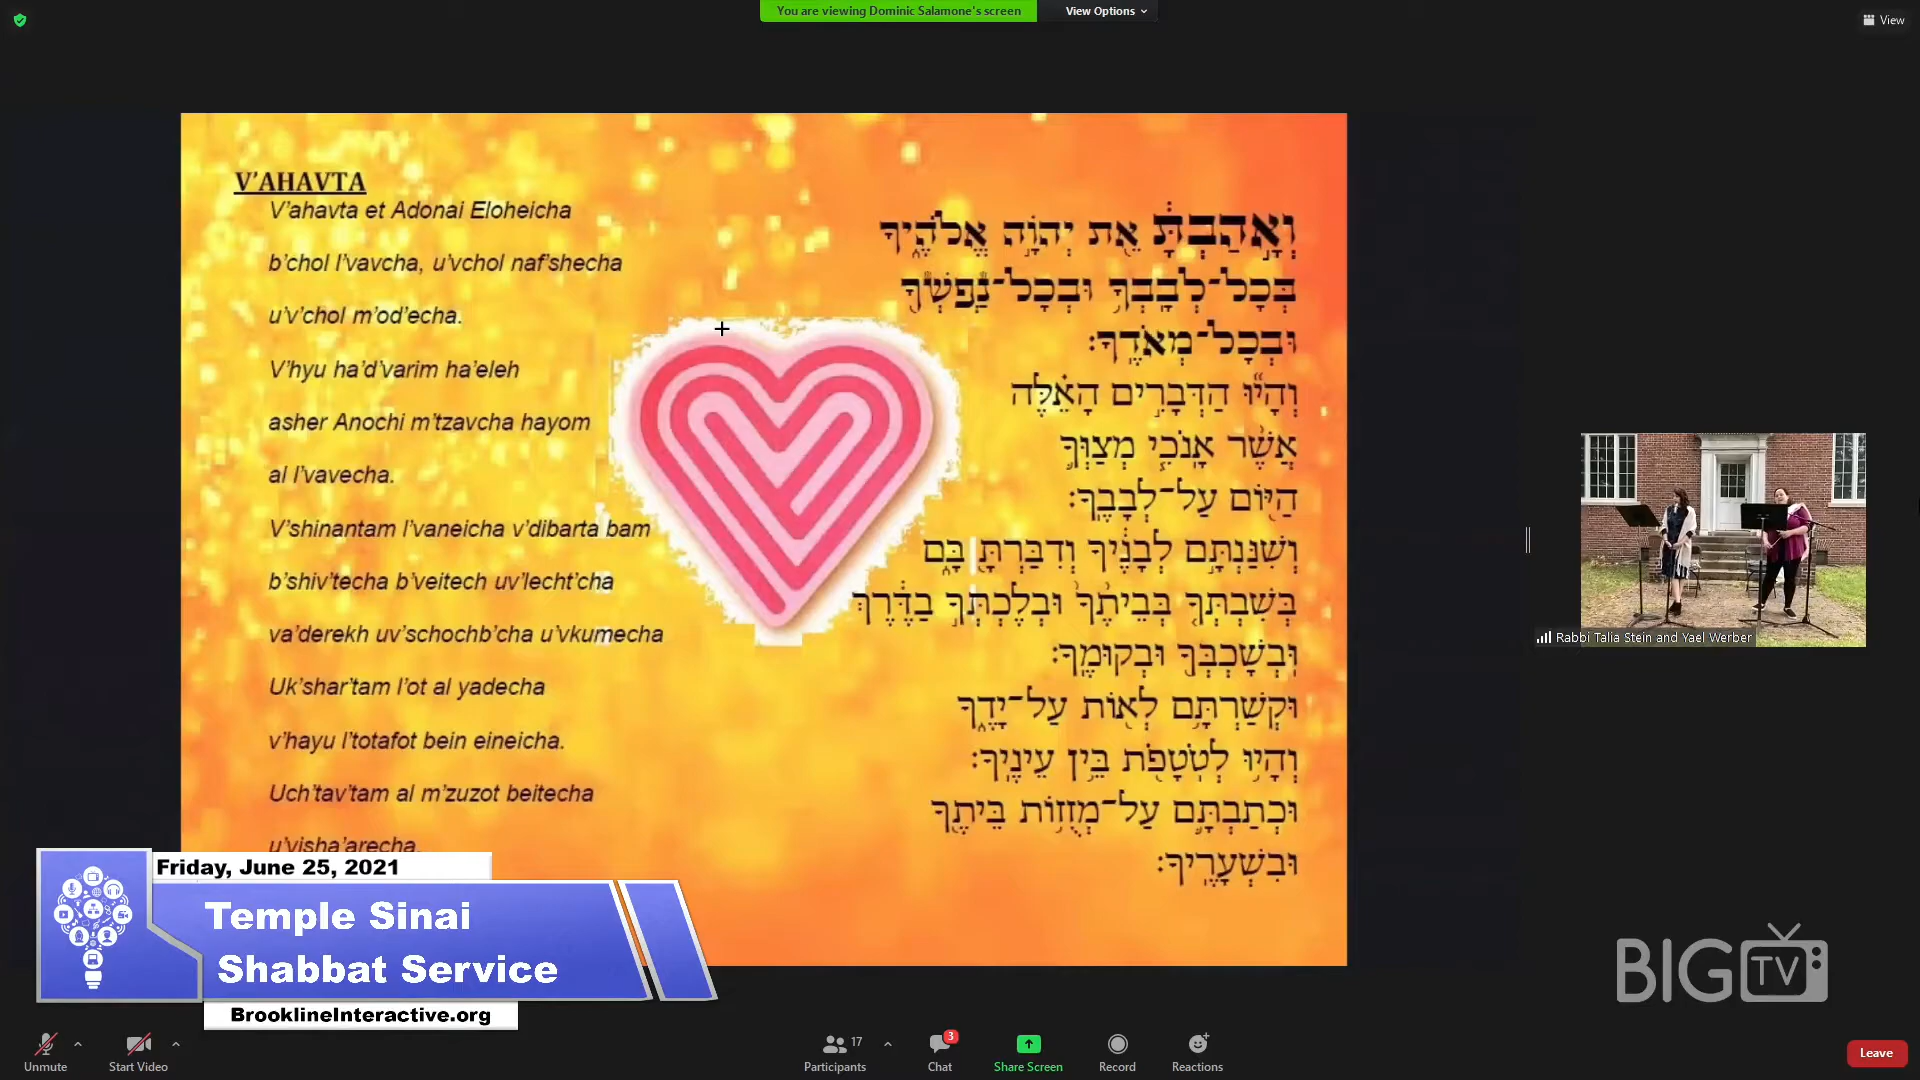 You are viewing Dominic Salamone's screen
View Options
View
V'AHAVTA
V'ahavta et Adonai Eloheicha
b'chol l'vavcha, u'vchol naf'shecha
u'v'chol m'od'echa.
V'hyu ha'd'varim ha'eleh
asher Anochi m'tzavcha hayom
al l'vavecha.
V'shinantam l'vaneicha v'dibarta bam
b'shiv'techa b'veitech uv'lecht'cha
va'derekh uv'schochb'cha u'vkumecha
Uk'shar'tam l'ot al yadecha
v'hayu l'totafot bein eineicha.
Uch'tav'tam al m'zuzot beitecha
u'visha'arecha.
וְאָ֣הַבְתָּ֔ אֵ֖ת יְהוָ֣ה אֱלֹהֶ֑יךָ
בְּכָל־לְבָֽבְךָ֥ וּבְכָל־נַפְשְׁךָ֖
וּבְכָל־מְאֹדֶֽךָ׃
וְהָי֞וּ הַדְּבָרִ֣ים הָאֵ֗לֶּה
אֲשֶׁ֨ר אָֽנֹכִ֧י מְצַוְּךָ֛
הַיּ֖וֹם עַל־לְבָבֶֽךָ׃
וְשִׁנַּנְתָּ֣ם לְבָנֶ֔יךָ וְדִבַּרְתָּ֖ בָּ֑ם
בְּשִׁבְתְּךָ֤ בְּבֵיתֶ֙ךָ֙ וּבְלֶכְתְּךָ֣ בַדֶּ֔רֶךְ
וּֽבְשָׁכְבְּךָ֖ וּבְקוּמֶֽךָ׃
וּקְשַׁרְתָּ֥ם לְא֖וֹת עַל־יָדֶ֑ךָ
וְהָי֥וּ לְטֹטָפֹ֖ת בֵּ֥ין עֵינֶֽיךָ׃
וּכְתַבְתָּ֛ם עַל־מְזֻז֥וֹת בֵּיתֶ֖ךָ
וּבִשְׁעָרֶֽיךָ׃
Rabbi Talia Stein and Yael Werber
Friday, June 25, 2021
Temple Sinai
Shabbat Service
BrooklineInteractive.org
BIG TV
Unmute
Start Video
17
Participants
3
Chat
Share Screen
Record
Reactions
Leave